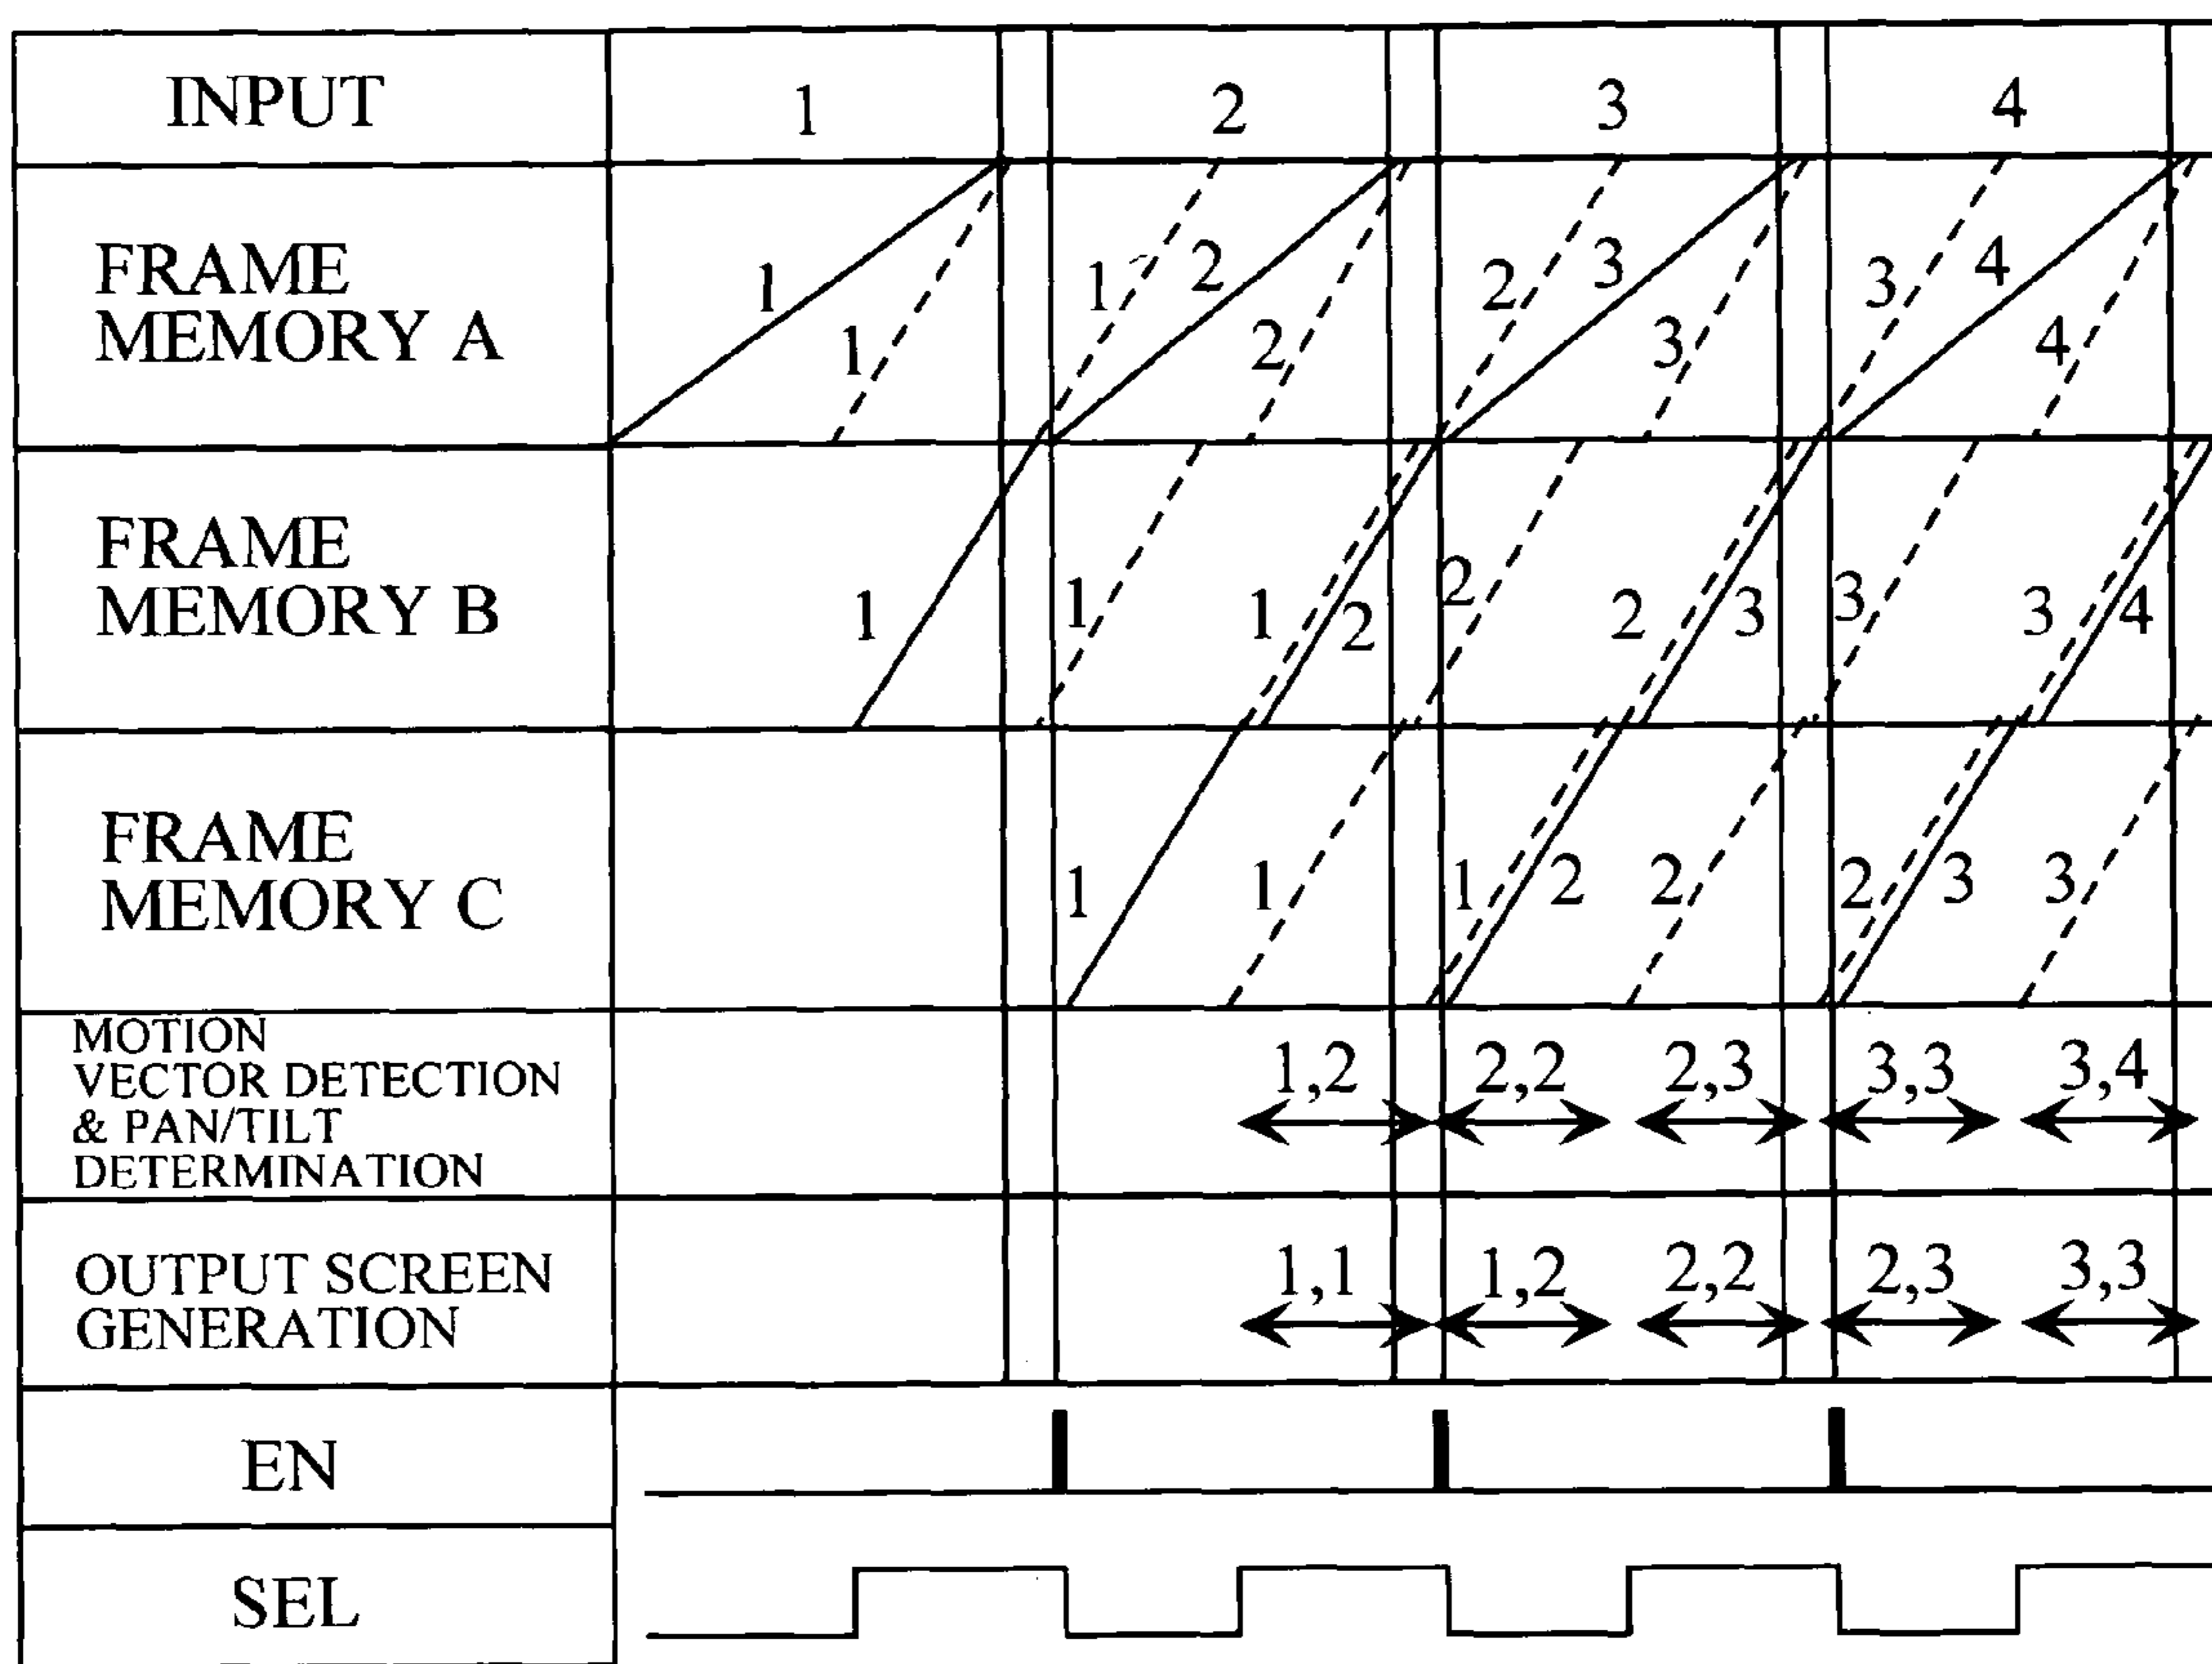 INPUT 1 2 3 4
FRAME
MEMORY A
1 1 1 2 2 2 3 3 3 4 4
FRAME
MEMORY B
1 1 1 2 2 2 3 3 3 4
FRAME
MEMORY C
1 1 1 2 2 2 3 3
MOTION
VECTOR DETECTION
& PAN/TILT
DETERMINATION
1,2 2,2 2,3 3,3 3,4
OUTPUT SCREEN
GENERATION
1,1 1,2 2,2 2,3 3,3
EN
SEL